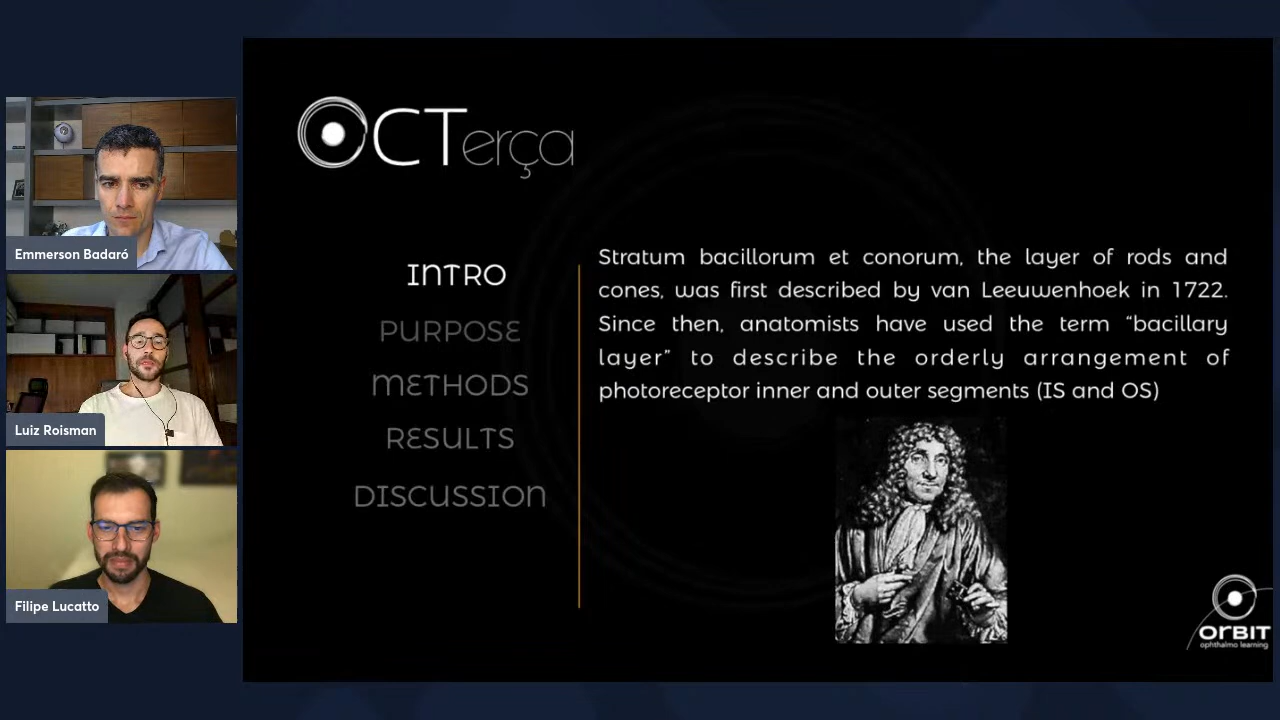 OCTerça
Emmerson Badaró
Luiz Roisman
Filipe Lucatto
INTRO
PURPOSE
METHODS
RESULTS
DISCUSSION
Stratum bacillorum et conorum, the layer of rods and
cones, was first described by van Leeuwenhoek in 1722.
Since then, anatomists have used the term “bacillary
layer” to describe the orderly arrangement of
photoreceptor inner and outer segments (IS and OS)
ORBIT
ophthalmo learning